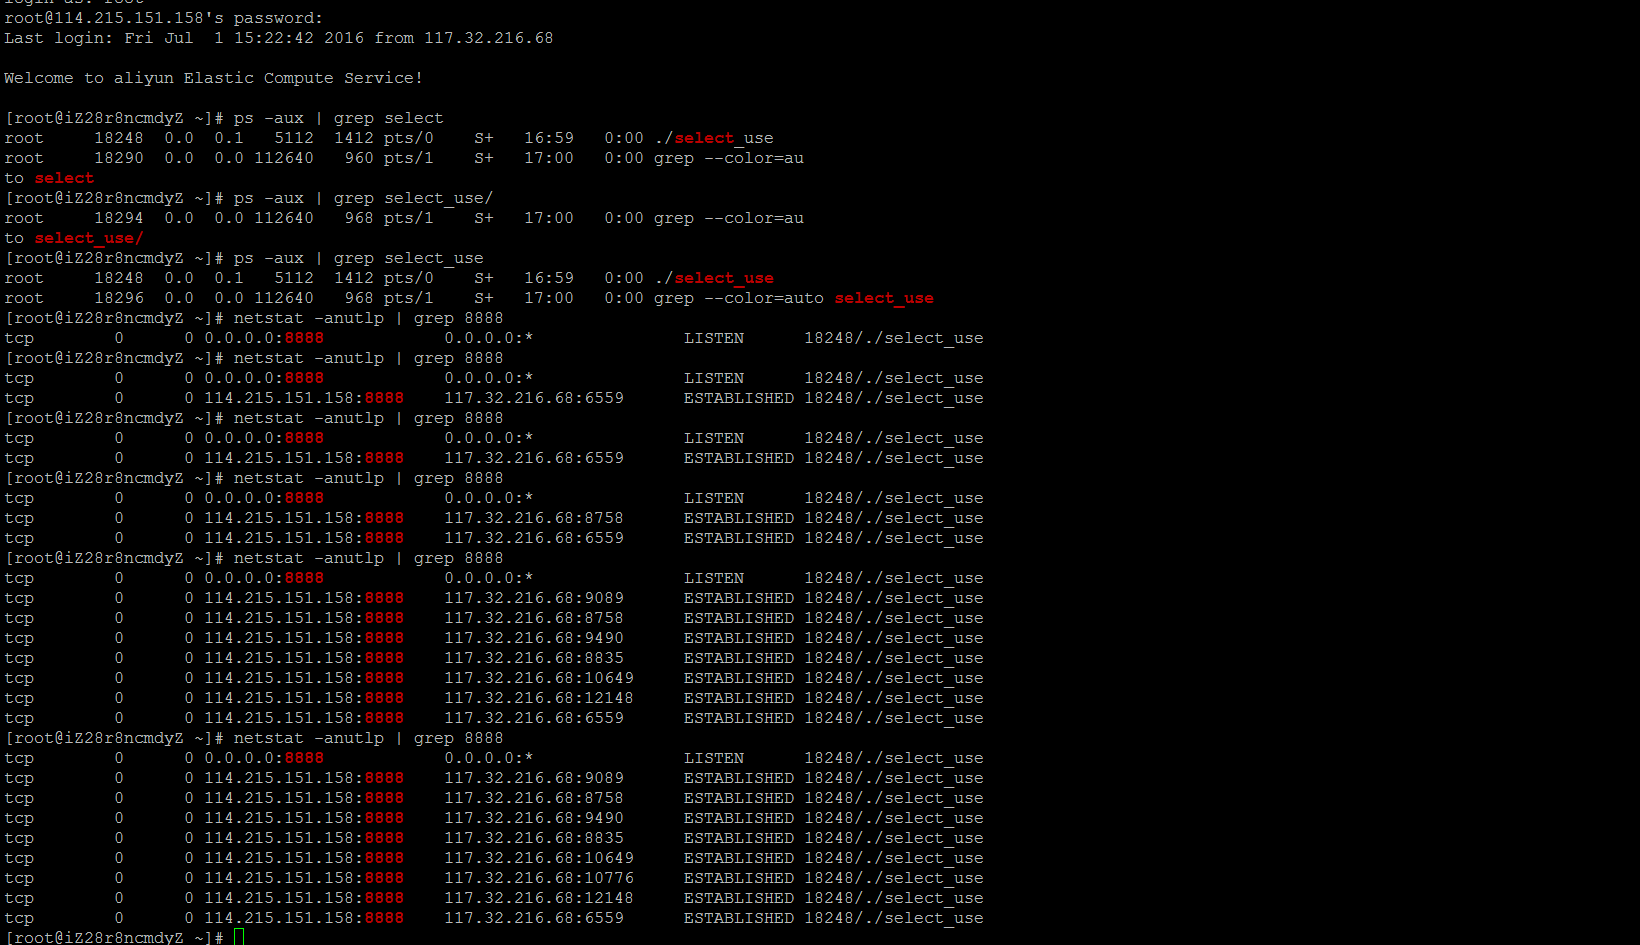 login as: root
root@114.215.151.158's password:
Last login: Fri Jul  1 15:22:42 2016 from 117.32.216.68

Welcome to aliyun Elastic Compute Service!

[root@iZ28r8ncmdyZ ~]# ps -aux | grep select
root     18248  0.0  0.1   5112  1412 pts/0    S+   16:59   0:00 ./select_use
root     18290  0.0  0.0 112640   960 pts/1    S+   17:00   0:00 grep --color=au
to select
[root@iZ28r8ncmdyZ ~]# ps -aux | grep select_use/
root     18294  0.0  0.0 112640   968 pts/1    S+   17:00   0:00 grep --color=au
to select_use/
[root@iZ28r8ncmdyZ ~]# ps -aux | grep select_use
root     18248  0.0  0.1   5112  1412 pts/0    S+   16:59   0:00 ./select_use
root     18296  0.0  0.0 112640   968 pts/1    S+   17:00   0:00 grep --color=auto select_use
[root@iZ28r8ncmdyZ ~]# netstat -anutlp | grep 8888
tcp        0      0 0.0.0.0:8888            0.0.0.0:*               LISTEN      18248/./select_use
[root@iZ28r8ncmdyZ ~]# netstat -anutlp | grep 8888
tcp        0      0 0.0.0.0:8888            0.0.0.0:*               LISTEN      18248/./select_use
tcp        0      0 114.215.151.158:8888    117.32.216.68:6559      ESTABLISHED 18248/./select_use
[root@iZ28r8ncmdyZ ~]# netstat -anutlp | grep 8888
tcp        0      0 0.0.0.0:8888            0.0.0.0:*               LISTEN      18248/./select_use
tcp        0      0 114.215.151.158:8888    117.32.216.68:6559      ESTABLISHED 18248/./select_use
[root@iZ28r8ncmdyZ ~]# netstat -anutlp | grep 8888
tcp        0      0 0.0.0.0:8888            0.0.0.0:*               LISTEN      18248/./select_use
tcp        0      0 114.215.151.158:8888    117.32.216.68:8758      ESTABLISHED 18248/./select_use
tcp        0      0 114.215.151.158:8888    117.32.216.68:6559      ESTABLISHED 18248/./select_use
[root@iZ28r8ncmdyZ ~]# netstat -anutlp | grep 8888
tcp        0      0 0.0.0.0:8888            0.0.0.0:*               LISTEN      18248/./select_use
tcp        0      0 114.215.151.158:8888    117.32.216.68:9089      ESTABLISHED 18248/./select_use
tcp        0      0 114.215.151.158:8888    117.32.216.68:8758      ESTABLISHED 18248/./select_use
tcp        0      0 114.215.151.158:8888    117.32.216.68:9490      ESTABLISHED 18248/./select_use
tcp        0      0 114.215.151.158:8888    117.32.216.68:8835      ESTABLISHED 18248/./select_use
tcp        0      0 114.215.151.158:8888    117.32.216.68:10649     ESTABLISHED 18248/./select_use
tcp        0      0 114.215.151.158:8888    117.32.216.68:12148     ESTABLISHED 18248/./select_use
tcp        0      0 114.215.151.158:8888    117.32.216.68:6559      ESTABLISHED 18248/./select_use
[root@iZ28r8ncmdyZ ~]# netstat -anutlp | grep 8888
tcp        0      0 0.0.0.0:8888            0.0.0.0:*               LISTEN      18248/./select_use
tcp        0      0 114.215.151.158:8888    117.32.216.68:9089      ESTABLISHED 18248/./select_use
tcp        0      0 114.215.151.158:8888    117.32.216.68:8758      ESTABLISHED 18248/./select_use
tcp        0      0 114.215.151.158:8888    117.32.216.68:9490      ESTABLISHED 18248/./select_use
tcp        0      0 114.215.151.158:8888    117.32.216.68:8835      ESTABLISHED 18248/./select_use
tcp        0      0 114.215.151.158:8888    117.32.216.68:10649     ESTABLISHED 18248/./select_use
tcp        0      0 114.215.151.158:8888    117.32.216.68:10776     ESTABLISHED 18248/./select_use
tcp        0      0 114.215.151.158:8888    117.32.216.68:12148     ESTABLISHED 18248/./select_use
tcp        0      0 114.215.151.158:8888    117.32.216.68:6559      ESTABLISHED 18248/./select_use
[root@iZ28r8ncmdyZ ~]#